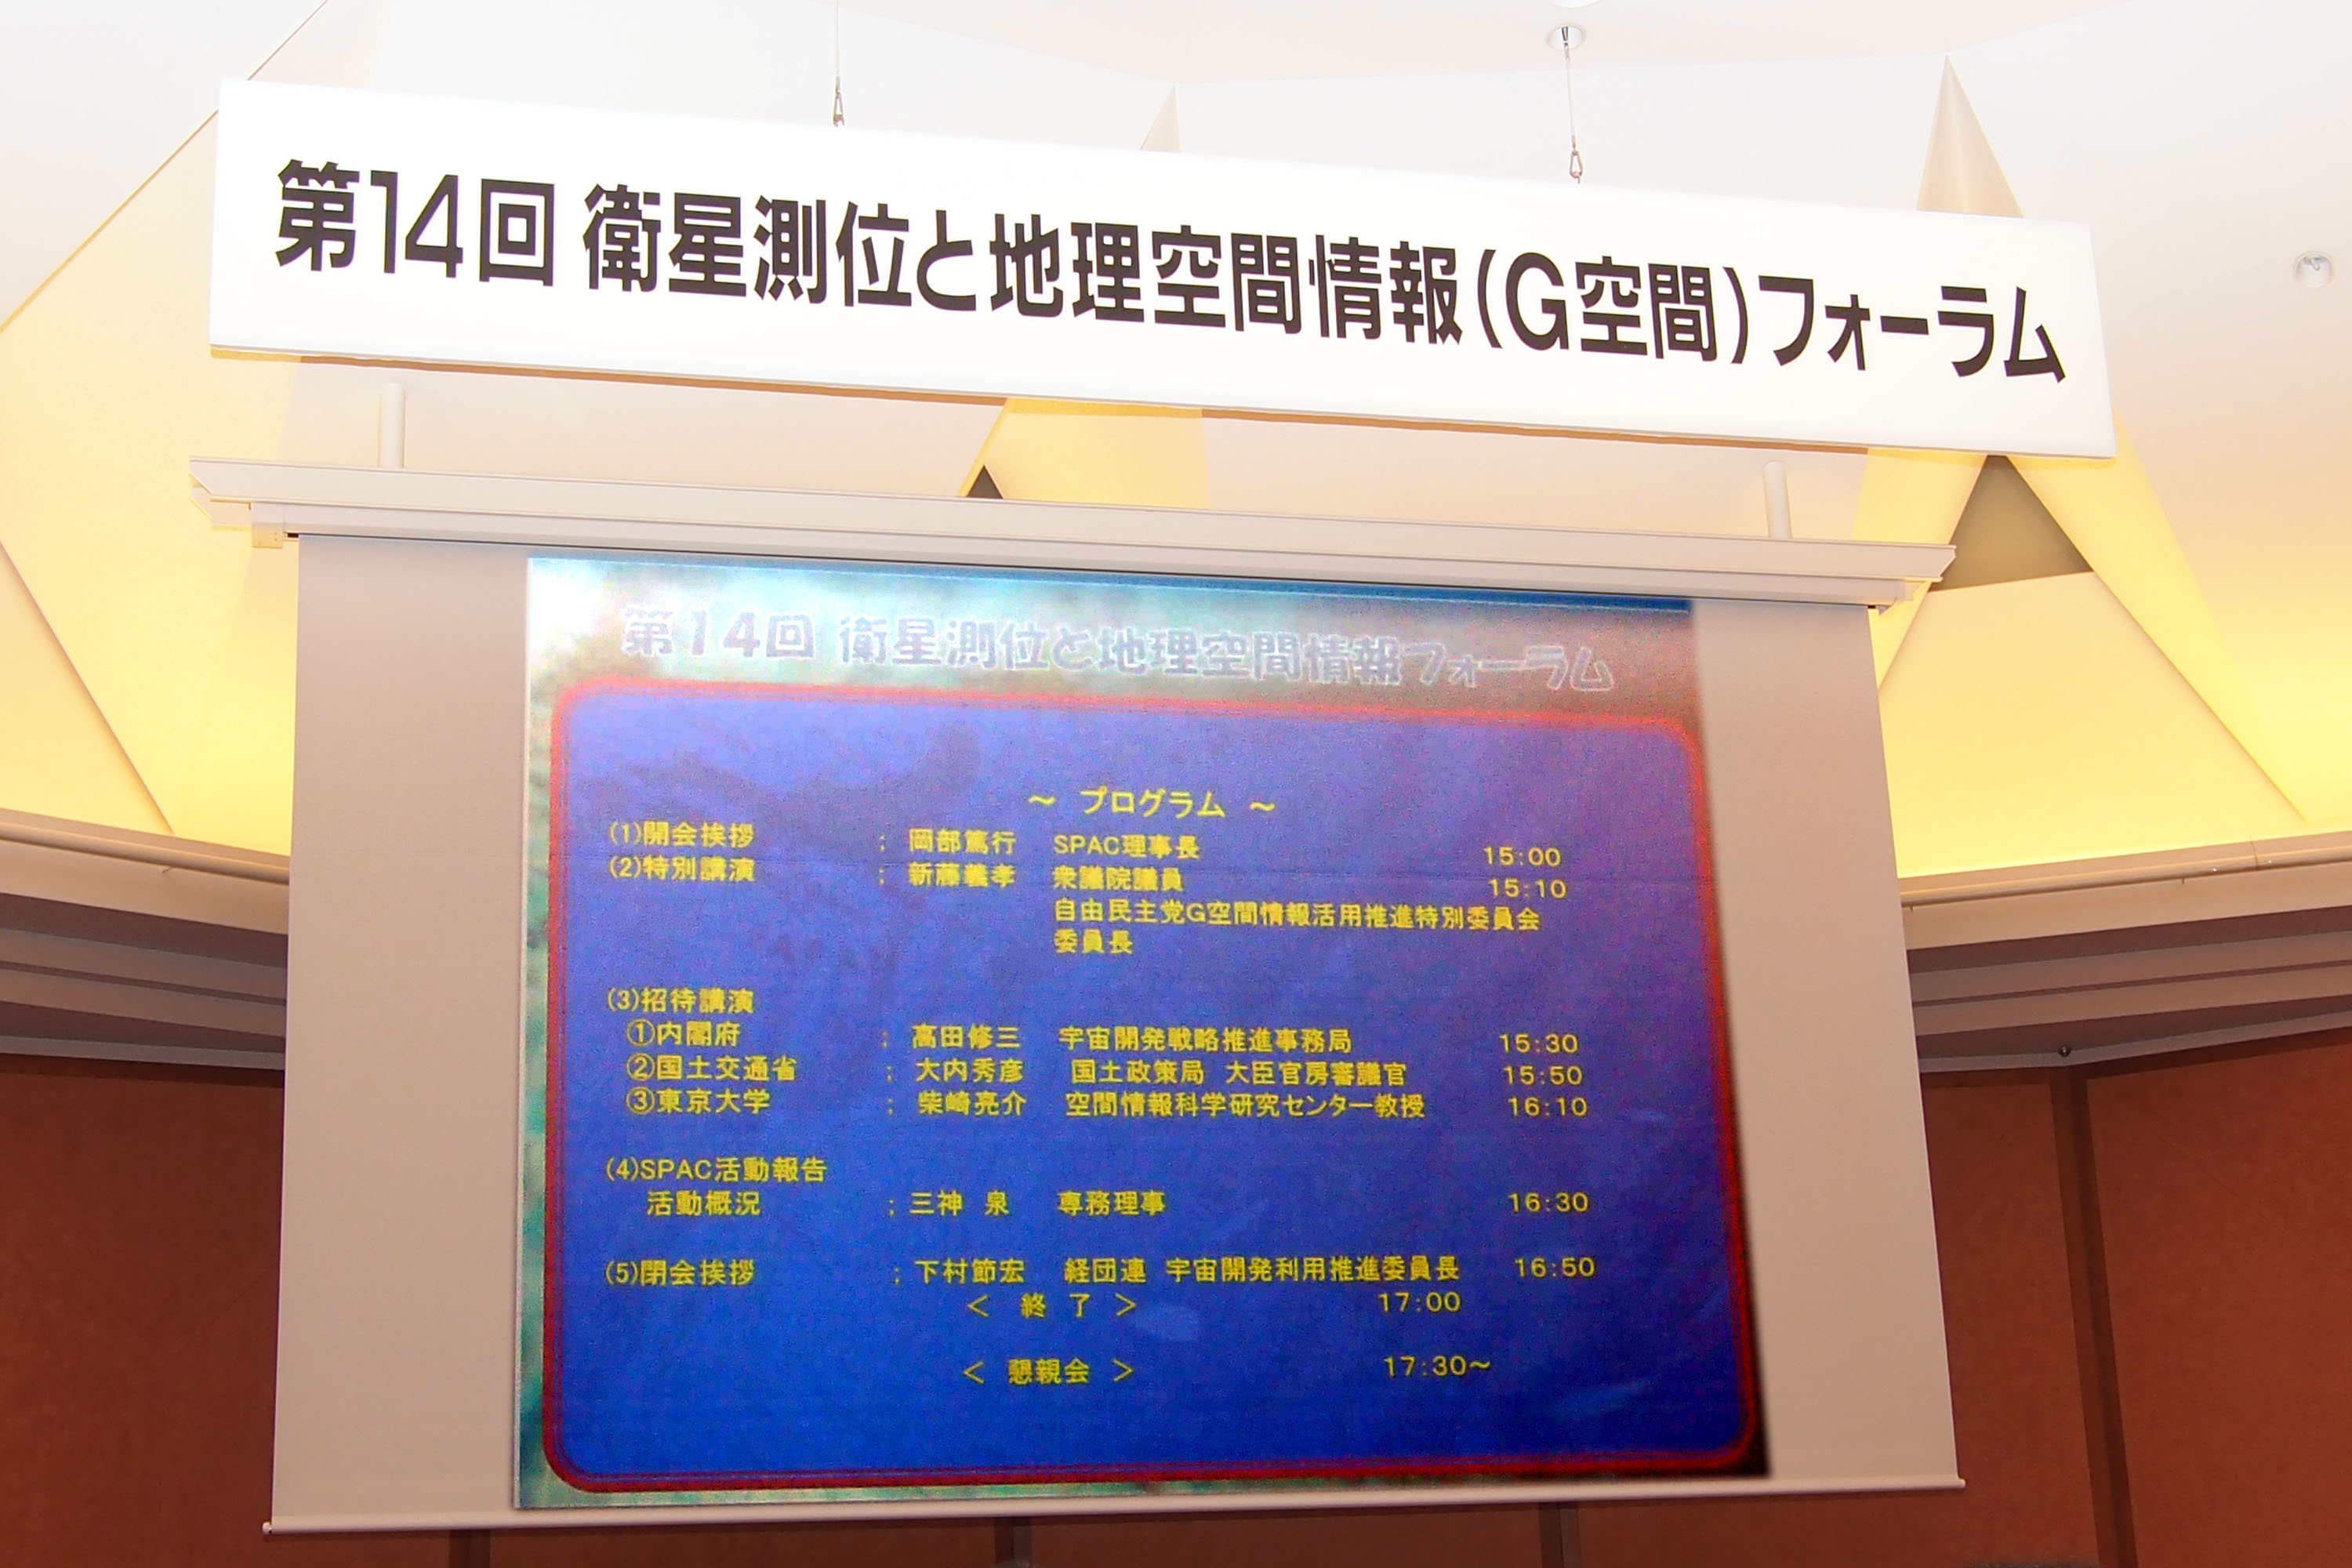 第14回 衛星測位と地理空間情報(G空間)フォーラム
第14回 衛星測位と地理空間情報フォーラム
～ プログラム ～
(1)開会挨拶 ; 岡部篤行 SPAC理事長 15:00
(2)特別講演 ; 新藤義孝 衆議院議員 15:10
自由民主党G空間情報活用推進特別委員会
委員長
(3)招待講演
①内閣府 ; 高田修三 宇宙開発戦略推進事務局 15:30
②国土交通省 ; 大内秀彦 国土政策局 大臣官房審議官 15:50
③東京大学 ; 柴崎亮介 空間情報科学研究センター教授 16:10
(4)SPAC活動報告
活動概況 ; 三神 泉 専務理事 16:30
(5)閉会挨拶 ; 下村節宏 経団連 宇宙開発利用推進委員長 16:50
＜ 終 了 ＞ 17:00
＜ 懇親会 ＞ 17:30～